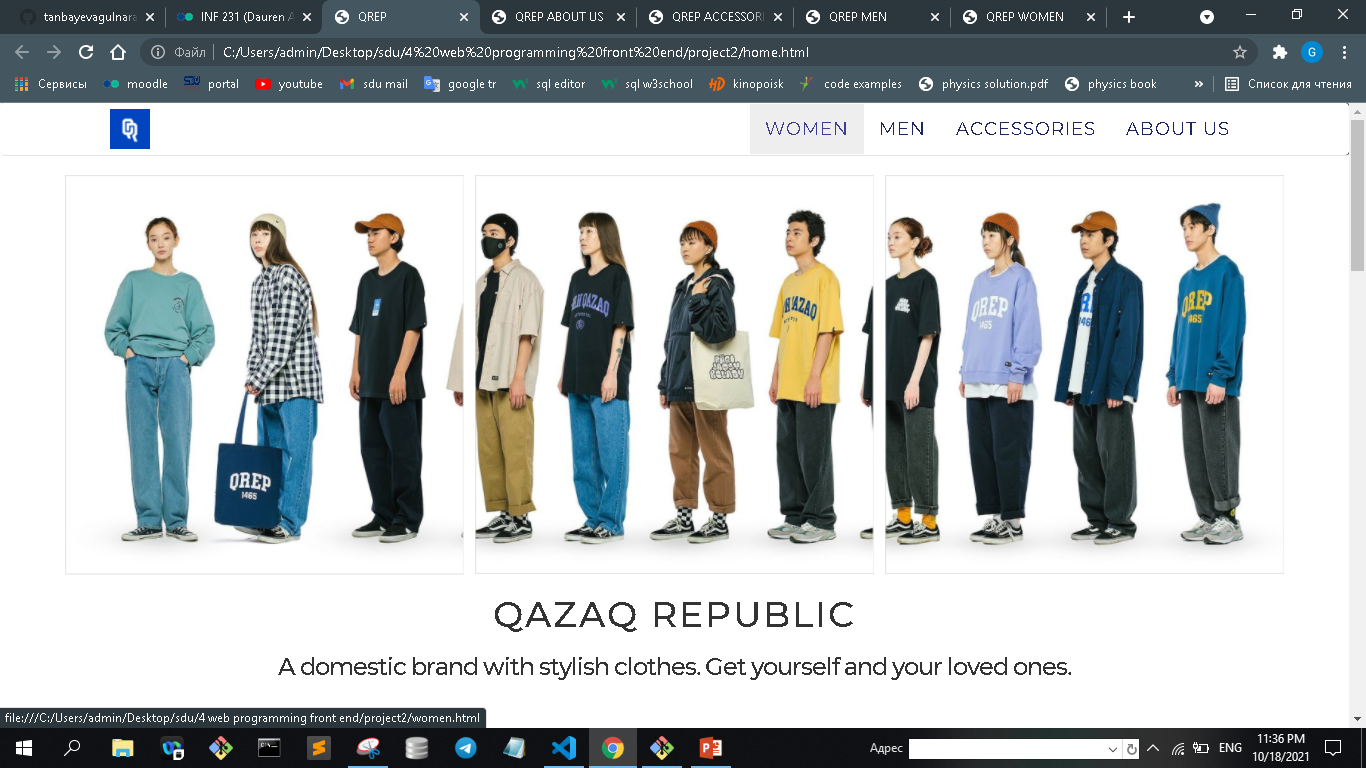 tanbayevagulnara
INF 231 (Dauren A
QREP
QREP ABOUT US
QREP ACCESSORI
QREP MEN
QREP WOMEN
Файл
C:/Users/admin/Desktop/sdu/4%20web%20programming%20front%20end/project2/home.html
G
Сервисы
moodle
portal
youtube
sdu mail
google tr
sql editor
sql w3school
kinopoisk
code examples
physics solution.pdf
physics book
»
Список для чтения
WOMEN
MEN
ACCESSORIES
ABOUT US
QREP
1465
QREP
1465
QREP
1465
QAZAQ REPUBLIC
A domestic brand with stylish clothes. Get yourself and your loved ones.
file:///C:/Users/admin/Desktop/sdu/4 web programming front end/project2/women.html
Адрес
ENG
11:36 PM
10/18/2021